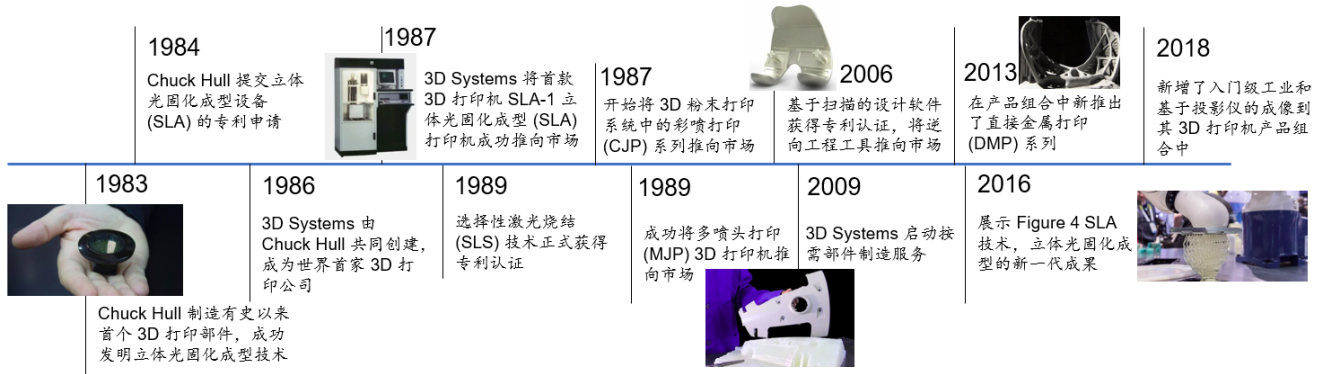 1984
Chuck Hull 提交立体
光固化成型设备
(SLA) 的专利申请
1987
3D Systems 将首款
3D 打印机 SLA-1 立
体光固化成型 (SLA)
打印机成功推向市场
1987
开始将 3D 粉末打印
系统中的彩喷打印
(CJP) 系列推向市场
2006
基于扫描的设计软件
获得专利认证，将逆
向工程工具推向市场
2013
在产品组合中新推出
了直接金属打印
(DMP) 系列
2018
新增了入门级工业和
基于投影仪的成像到
其 3D 打印机产品组
合中
1983
Chuck Hull 制造有史以来
首个 3D 打印部件，成功
发明立体光固化成型技术
1986
3D Systems 由
Chuck Hull 共同创建，
成为世界首家 3D 打
印公司
1989
选择性激光烧结
(SLS) 技术正式获得
专利认证
1989
成功将多喷头打印
(MJP) 3D 打印机推
向市场
2009
3D Systems 启动按
需部件制造服务
2016
展示 Figure 4 SLA
技术，立体光固化成
型的新一代成果